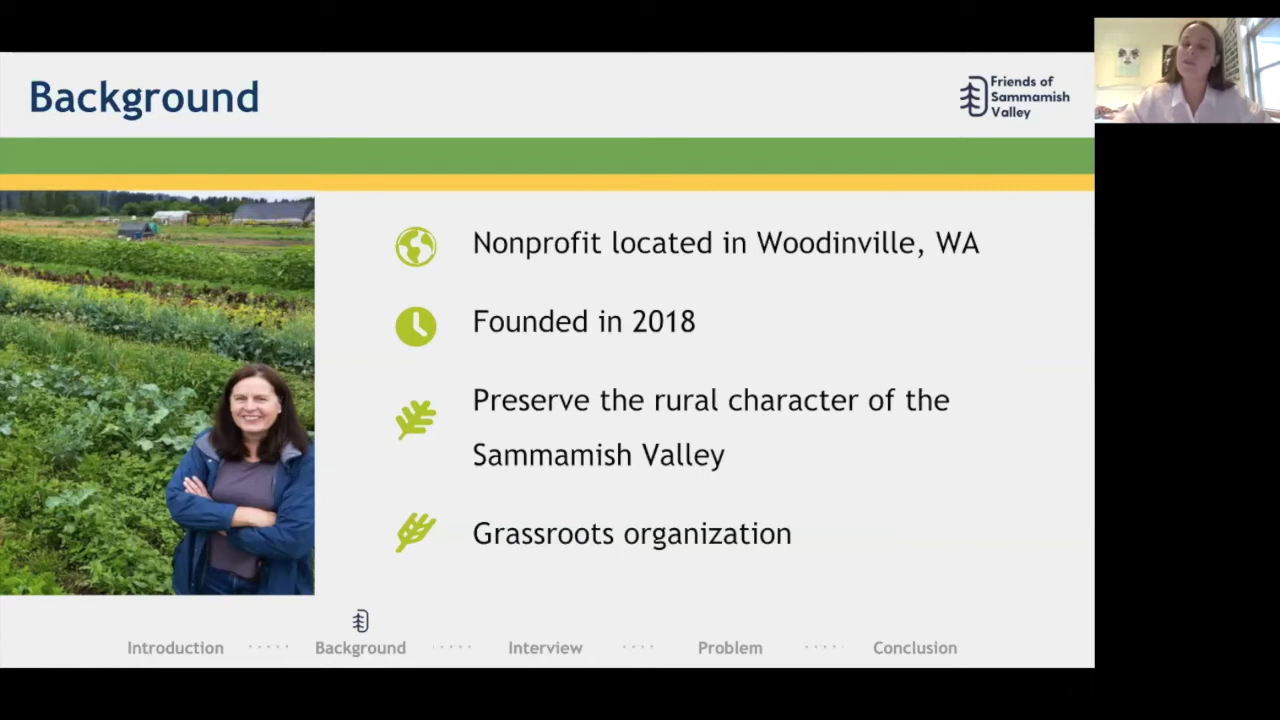 Background
Friends of
Sammamish
Valley
Nonprofit located in Woodinville, WA
Founded in 2018
Preserve the rural character of the
Sammamish Valley
Grassroots organization
Introduction
Background
Interview
Problem
Conclusion